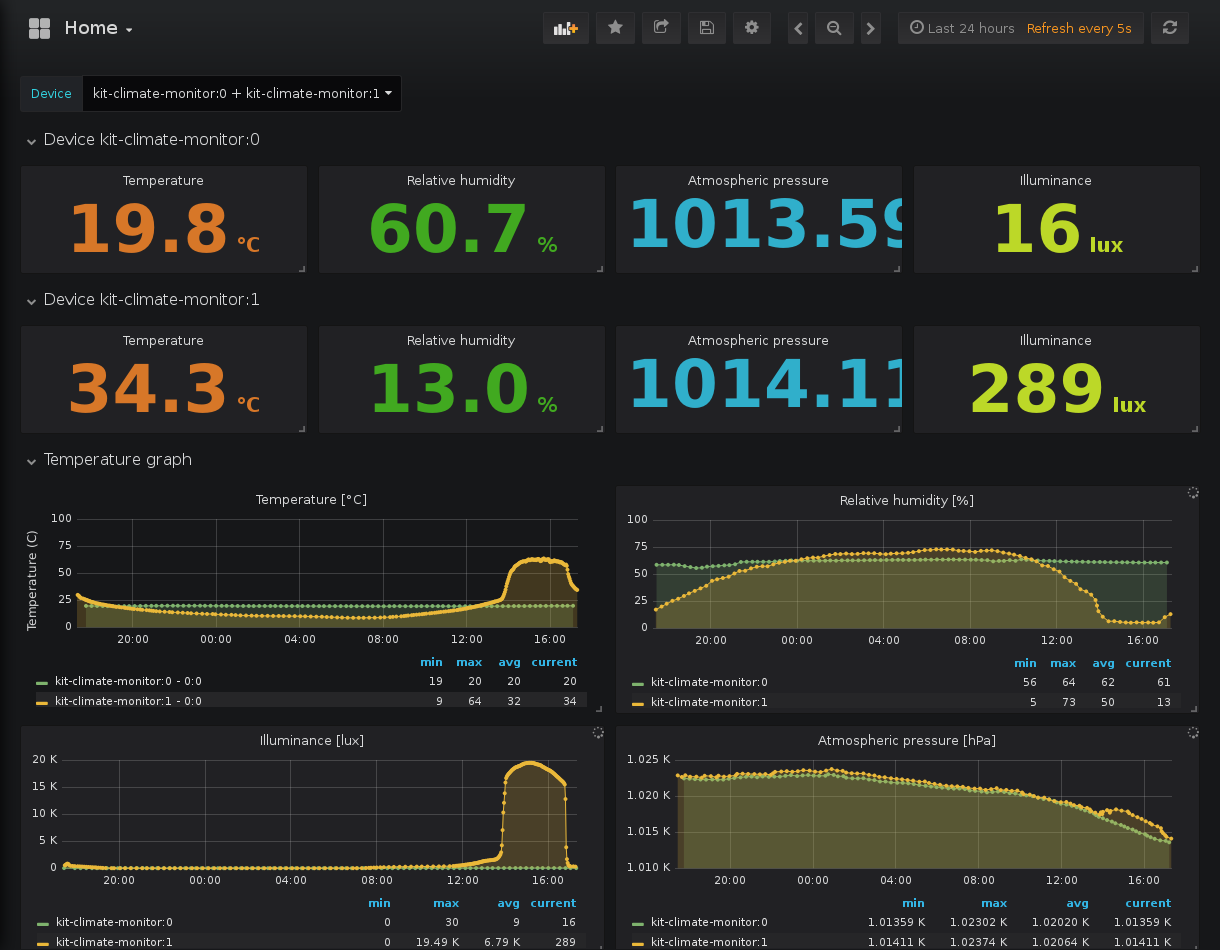 Home
Last 24 hours Refresh every 5s
Device kit-climate-monitor:0 + kit-climate-monitor:1
Device kit-climate-monitor:0
Temperature Relative humidity Atmospheric pressure Illuminance
19.8 °C 60.7 % 1013.59 16 lux
Device kit-climate-monitor:1
Temperature Relative humidity Atmospheric pressure Illuminance
34.3 °C 13.0 % 1014.11 289 lux
Temperature graph
Temperature [°C]
Temperature (C)
100
75
50
25
0
20:00 00:00 04:00 08:00 12:00 16:00
min max avg current
kit-climate-monitor:0 - 0:0 19 20 20 20
kit-climate-monitor:1 - 0:0 9 64 32 34
Relative humidity [%]
100
75
50
25
0
20:00 00:00 04:00 08:00 12:00 16:00
min max avg current
kit-climate-monitor:0 56 64 62 61
kit-climate-monitor:1 5 73 50 13
Illuminance [lux]
20 K
15 K
10 K
5 K
0
20:00 00:00 04:00 08:00 12:00 16:00
min max avg current
kit-climate-monitor:0 0 30 9 16
kit-climate-monitor:1 0 19.49 K 6.79 K 289
Atmospheric pressure [hPa]
1.025 K
1.020 K
1.015 K
1.010 K
20:00 00:00 04:00 08:00 12:00 16:00
min max avg current
kit-climate-monitor:0 1.01359 K 1.02302 K 1.02020 K 1.01359 K
kit-climate-monitor:1 1.01411 K 1.02374 K 1.02064 K 1.01411 K